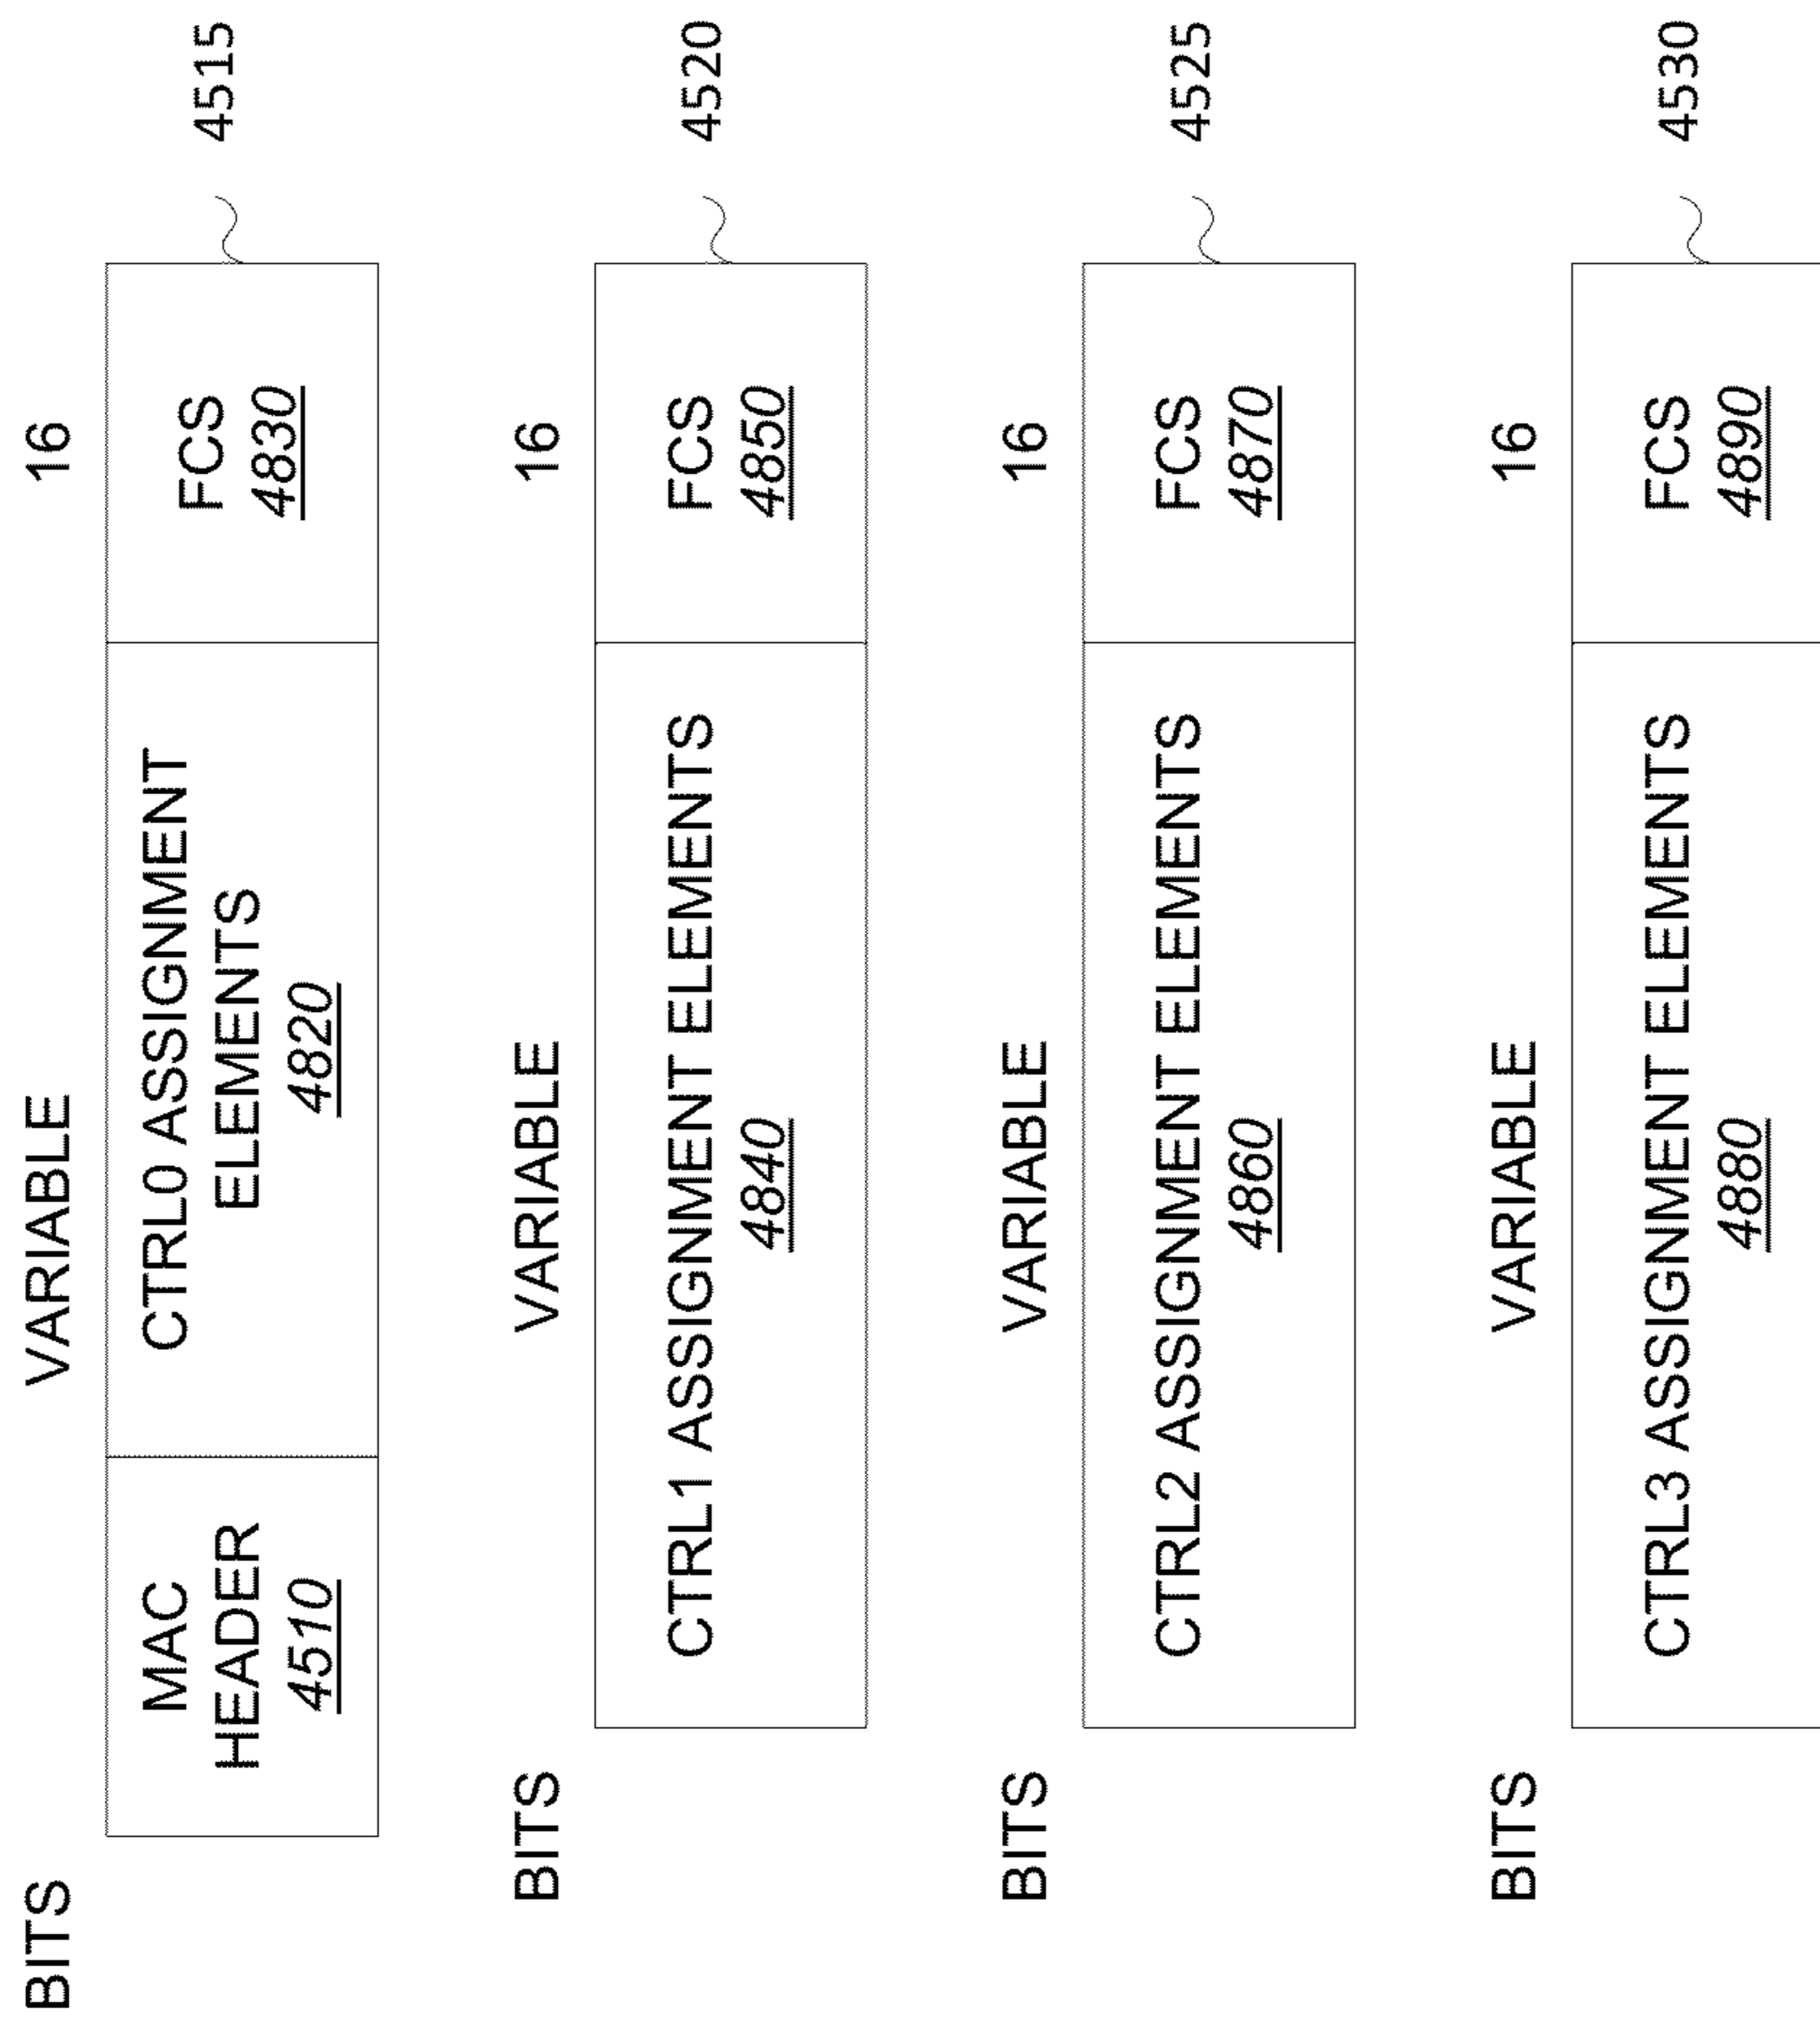 BITS VARIABLE 16
MAC
HEADER
4510
CTRL0 ASSIGNMENT
ELEMENTS
4820
FCS
4830
4515
BITS VARIABLE 16
CTRL1 ASSIGNMENT ELEMENTS
4840
FCS
4850
4520
BITS VARIABLE 16
CTRL2 ASSIGNMENT ELEMENTS
4860
FCS
4870
4525
BITS VARIABLE 16
CTRL3 ASSIGNMENT ELEMENTS
4880
FCS
4890
4530